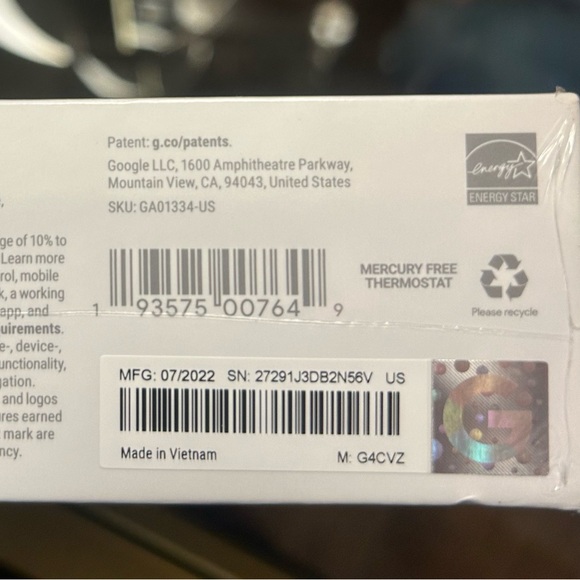 Patent: g.co/patents.
Google LLC, 1600 Amphitheatre Parkway,
Mountain View, CA, 94043, United States
SKU: GA01334-US
energy
ENERGY STAR
ge of 10% to
Learn more
rol, mobile
k, a working
app, and
uirements.
e-, device-,
unctionality,
gation.
and logos
res earned
mark are
ncy.
1 93575 00764 9
MERCURY FREE
THERMOSTAT
Please recycle
MFG: 07/2022 SN: 27291J3DB2N56V US
Made in Vietnam M: G4CVZ
G